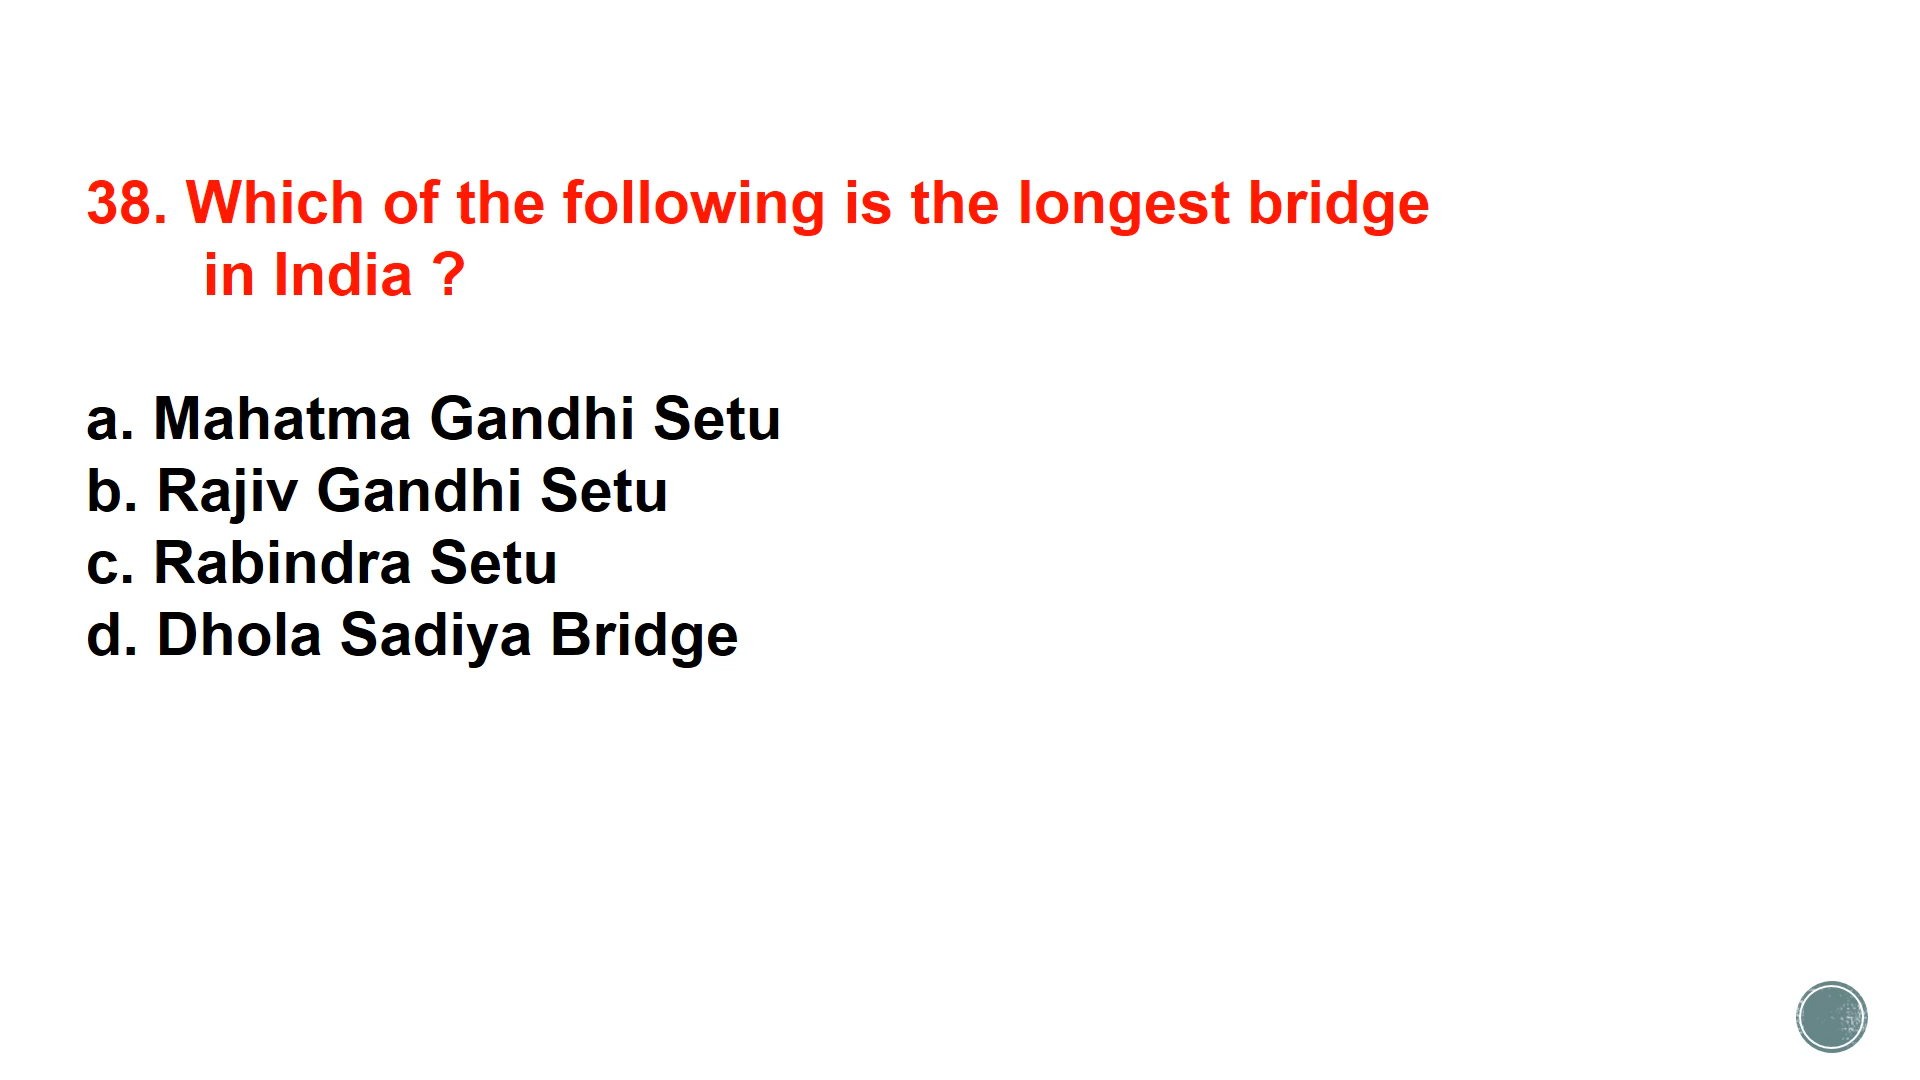 38. Which of the following is the longest bridge
in India ?
a. Mahatma Gandhi Setu
b. Rajiv Gandhi Setu
c. Rabindra Setu
d. Dhola Sadiya Bridge